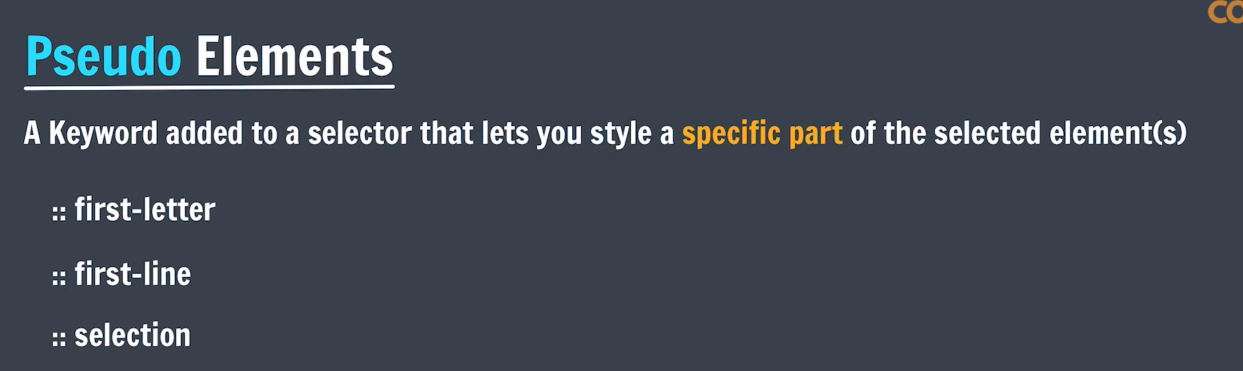 CO
Pseudo Elements
A Keyword added to a selector that lets you style a specific part of the selected element(s)
:: first-letter
:: first-line
:: selection